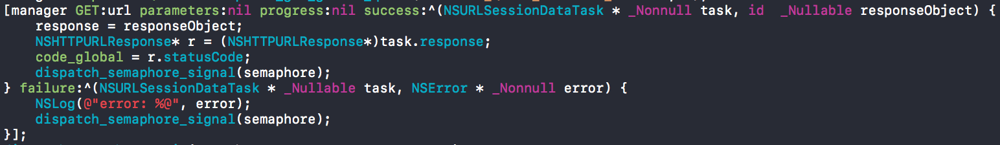 [manager GET:url parameters:nil progress:nil success:^(NSURLSessionDataTask * _Nonnull task, id  _Nullable responseObject) {
    response = responseObject;
    NSHTTPURLResponse* r = (NSHTTPURLResponse*)task.response;
    code_global = r.statusCode;
    dispatch_semaphore_signal(semaphore);
} failure:^(NSURLSessionDataTask * _Nullable task, NSError * _Nonnull error) {
    NSLog(@"error: %@", error);
    dispatch_semaphore_signal(semaphore);
}];